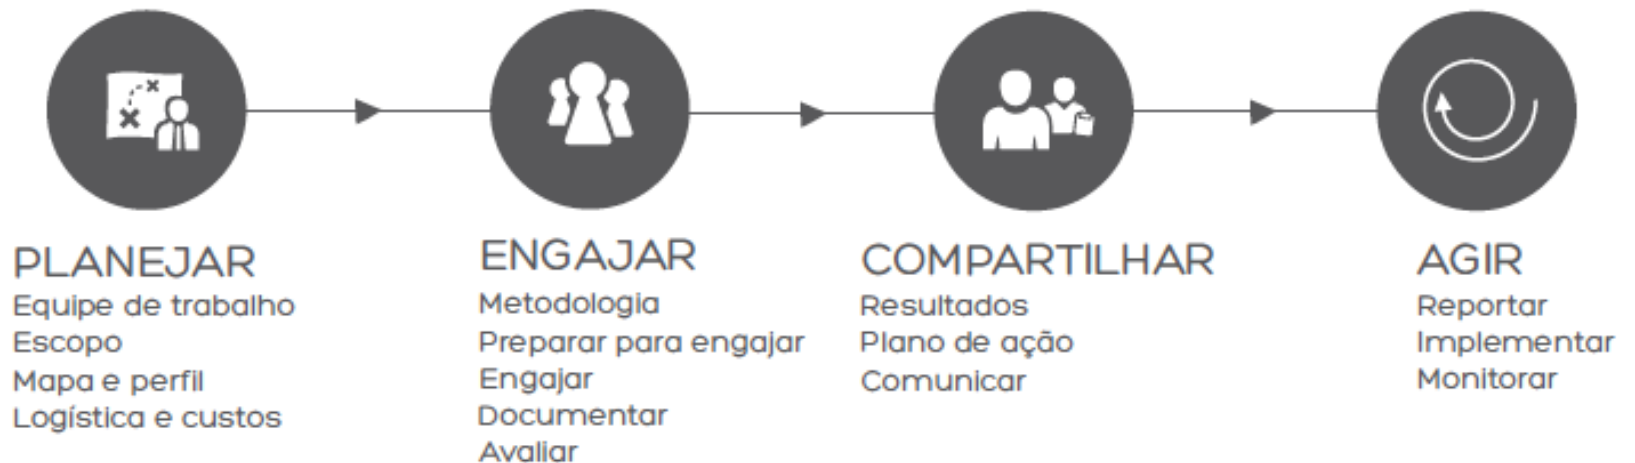 PLANEJAR
Equipe de trabalho
Escopo
Mapa e perfil
Logística e custos
ENGAJAR
Metodologia
Preparar para engajar
Engajar
Documentar
Avaliar
COMPARTILHAR
Resultados
Plano de ação
Comunicar
AGIR
Reportar
Implementar
Monitorar